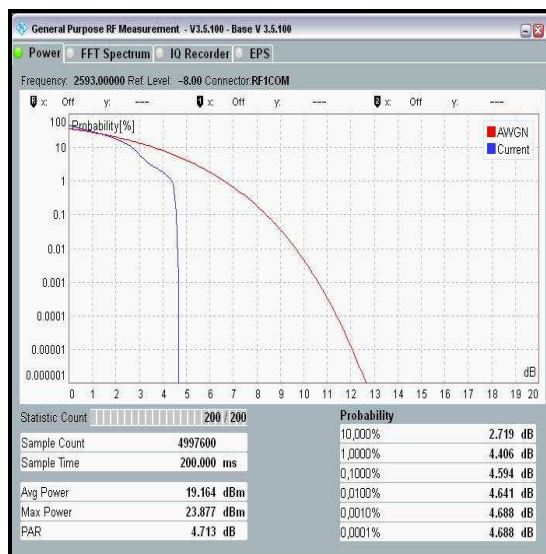 General Purpose RF Measurement - V3.5.100 - Base V 3.5.100
Power FFT Spectrum IQ Recorder EPS
Frequency: 2593.00000 Ref. Level: -8.00 Connector:RF1COM
x: Off y: --- 1 x: Off y: --- 2 x: Off y: ---
Probability[%]
AWGN
Current
100
10
1
0.1
0.01
0.001
0.0001
0.00001
0.000001
dB
0 1 2 3 4 5 6 7 8 9 10 11 12 13 14 15 16 17 18 19 20
Statistic Count 200 / 200
Sample Count 4997600
Sample Time 200.000 ms
Avg Power 19.164 dBm
Max Power 23.877 dBm
PAR 4.713 dB
Probability
10,000% 2.719 dB
1,0000% 4.406 dB
0,1000% 4.594 dB
0,0100% 4.641 dB
0,0010% 4.688 dB
0,0001% 4.688 dB